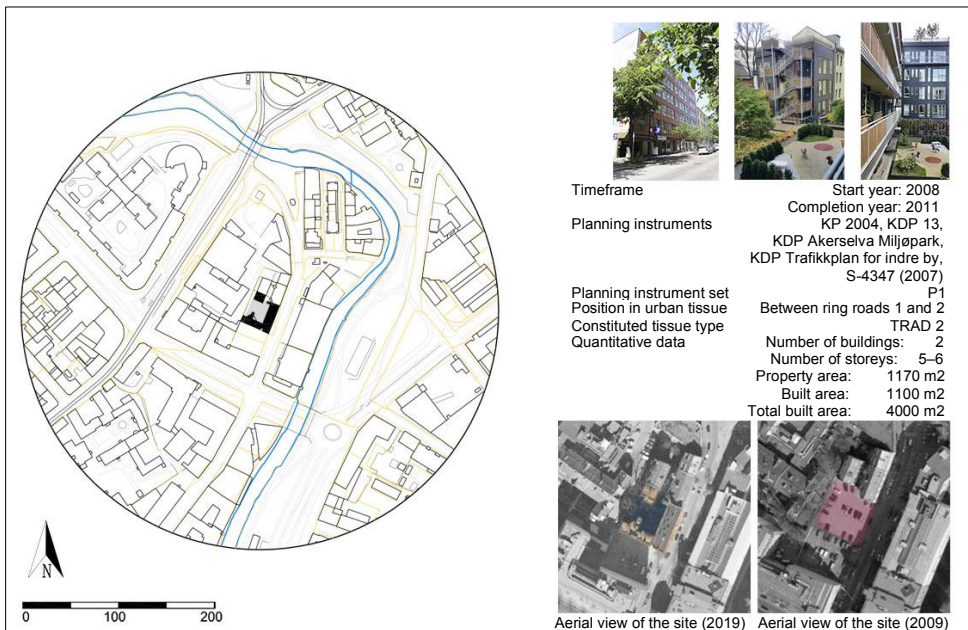 Timeframe Start year: 2008
Completion year: 2011
Planning instruments KP 2004, KDP 13,
KDP Akerselva Miljøpark,
KDP Trafikkplan for indre by,
S-4347 (2007)
Planning instrument set P1
Position in urban tissue Between ring roads 1 and 2
Constituted tissue type TRAD 2
Quantitative data Number of buildings: 2
Number of storeys: 5–6
Property area: 1170 m2
Built area: 1100 m2
Total built area: 4000 m2
N
0 100 200
Aerial view of the site (2019) Aerial view of the site (2009)